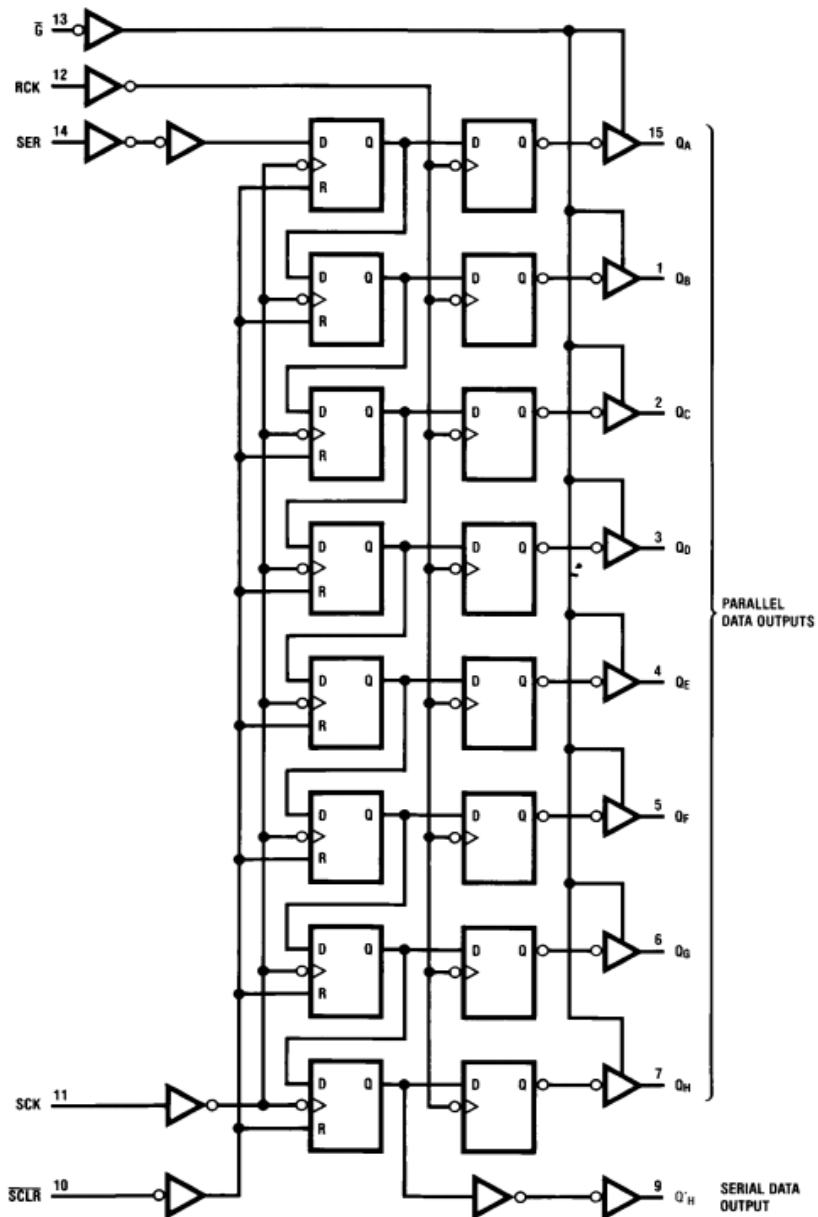 G̅ 13
RCK 12
SER 14
D Q D Q 15 QA
R
D Q D Q 1 QB
R
D Q D Q 2 QC
R
D Q D Q 3 QD
R
D Q D Q 4 QE
R
D Q D Q 5 QF
R
D Q D Q 6 QG
R
D Q D Q 7 QH
R
PARALLEL
DATA OUTPUTS
SCK 11
S̅C̅L̅R̅ 10
9 Q'H SERIAL DATA
OUTPUT